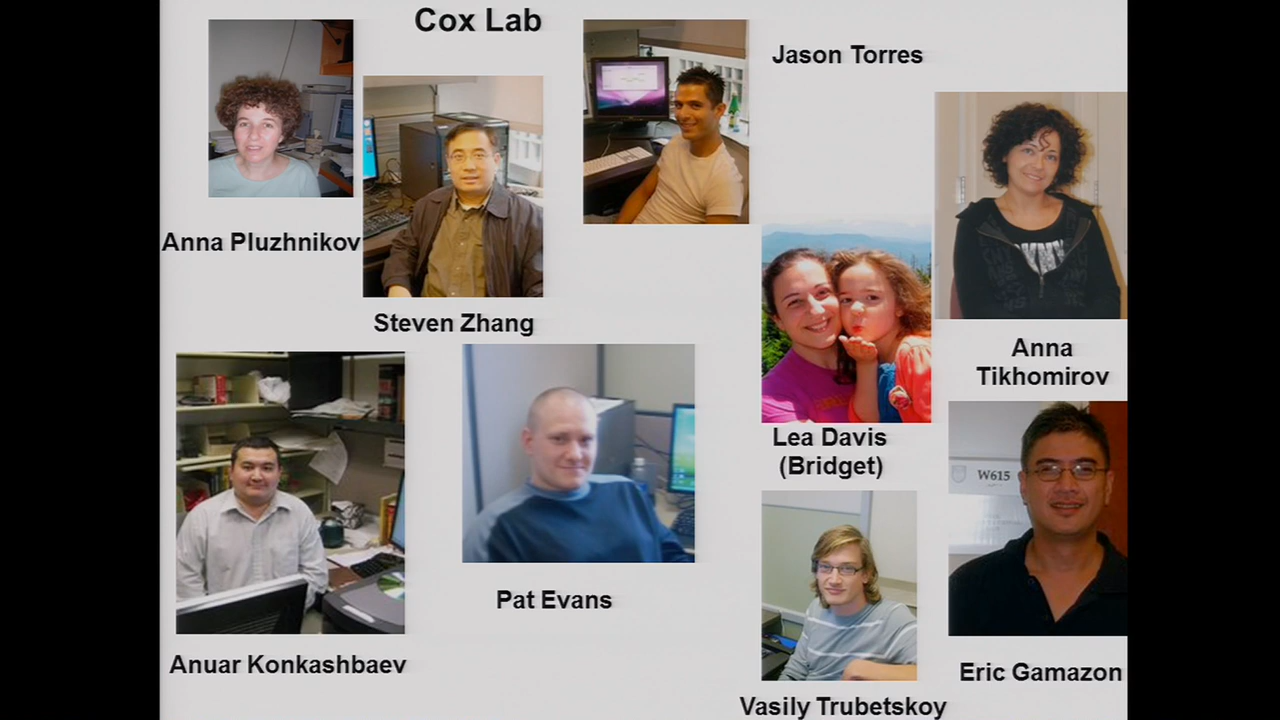 Cox Lab
Jason Torres
Anna Pluzhnikov
Steven Zhang
Anna
Tikhomirov
Lea Davis
(Bridget)
W615
Pat Evans
Anuar Konkashbaev
Eric Gamazon
Vasily Trubetskoy